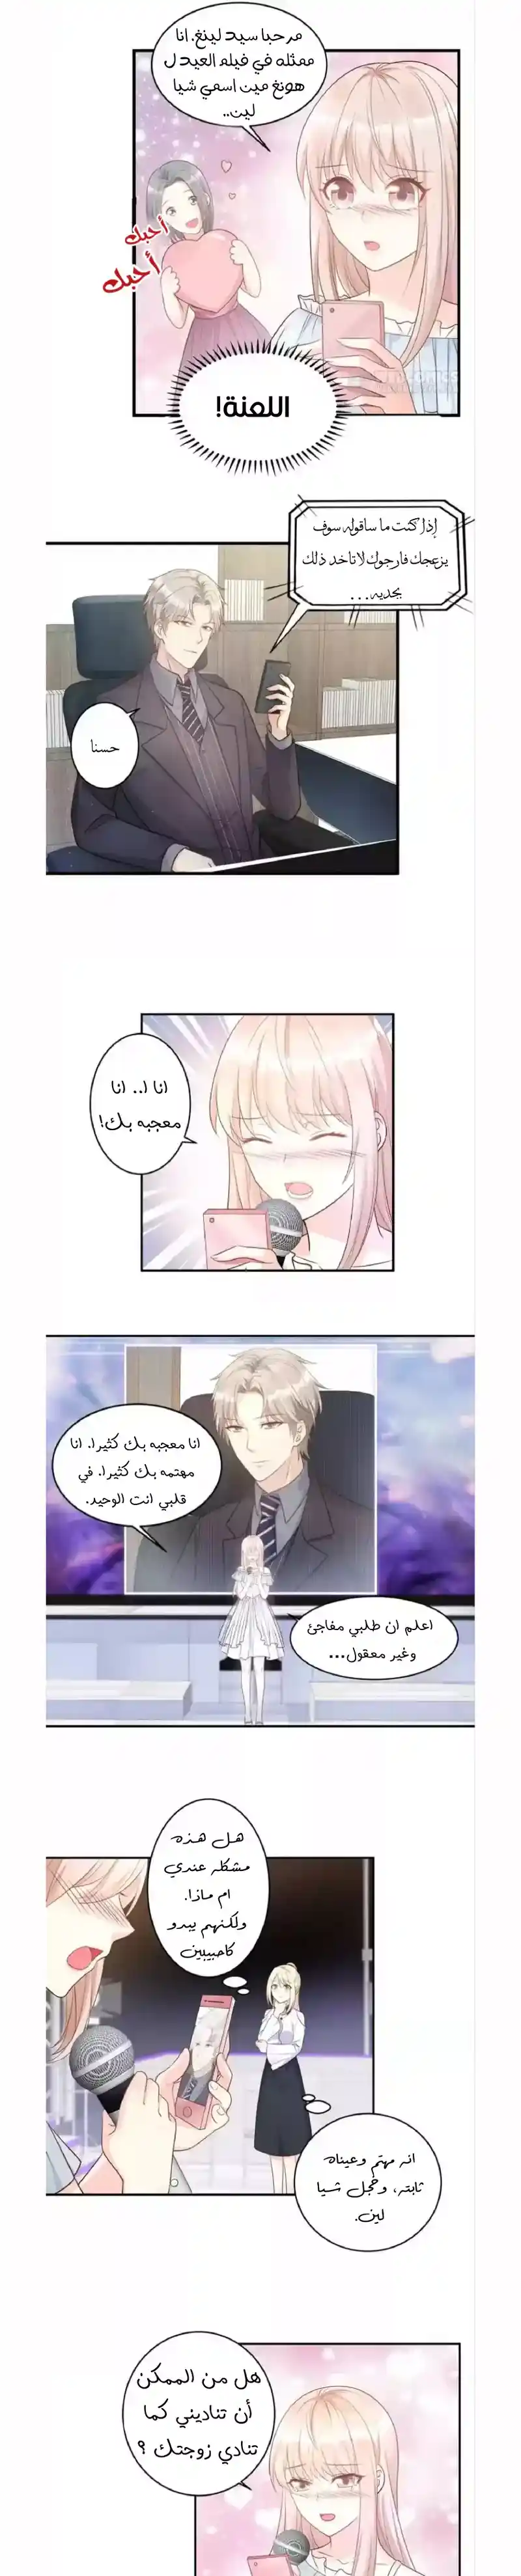 مرحبا سيد لينغ. انا
ممثله في فيلم العيد ل
هونغ مين اسمي شيا
لين..
أحبك
أحبك
اللعنة!
إذا كنت ما ساقوله سوف
يزعجك فارجوك لا تاخذ ذلك
بجديه...
حسنا
انا ا.. انا
معجبه بك!
انا معجبه بك كثيرا. انا
مهتمه بك كثيرا. في
قلبي انت الوحيد.
اعلم ان طلبي مفاجئ
وغير معقول...
هل هذه
مشكله عندي
ام ماذا.
ولكنهم يبدو
كاحبيبين
انه مهتم وعيناه
ثابته، وخجل شيا
لين.
هل من الممكن
أن تناديني كما
تنادي زوجتك ؟